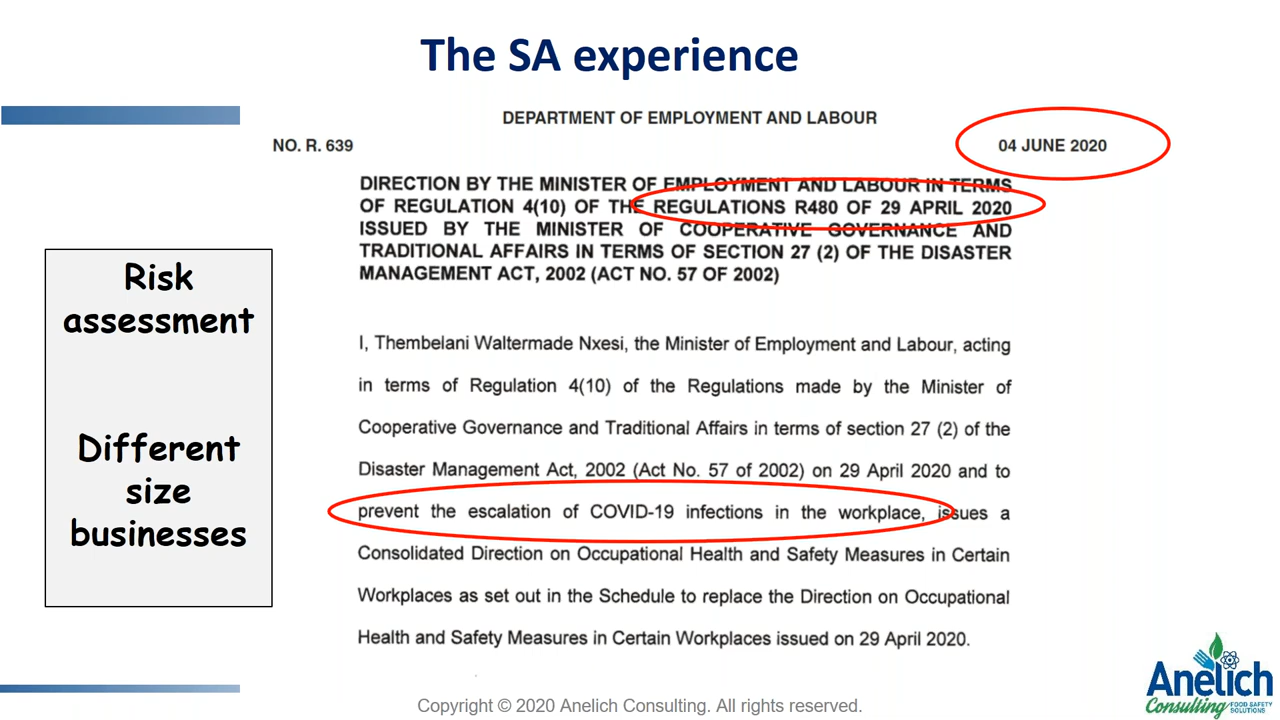 The SA experience
DEPARTMENT OF EMPLOYMENT AND LABOUR
NO. R. 639
04 JUNE 2020
DIRECTION BY THE MINISTER OF EMPLOYMENT AND LABOUR IN TERMS
OF REGULATION 4(10) OF THE REGULATIONS R480 OF 29 APRIL 2020
ISSUED BY THE MINISTER OF COOPERATIVE GOVERNANCE AND
TRADITIONAL AFFAIRS IN TERMS OF SECTION 27 (2) OF THE DISASTER
MANAGEMENT ACT, 2002 (ACT NO. 57 OF 2002)
Risk
assessment
Different
size
businesses
I, Thembelani Waltermade Nxesi, the Minister of Employment and Labour, acting
in terms of Regulation 4(10) of the Regulations made by the Minister of
Cooperative Governance and Traditional Affairs in terms of section 27 (2) of the
Disaster Management Act, 2002 (Act No. 57 of 2002) on 29 April 2020 and to
prevent the escalation of COVID-19 infections in the workplace, issues a
Consolidated Direction on Occupational Health and Safety Measures in Certain
Workplaces as set out in the Schedule to replace the Direction on Occupational
Health and Safety Measures in Certain Workplaces issued on 29 April 2020.
Copyright © 2020 Anelich Consulting. All rights reserved.
Anelich
Consulting
FOOD SAFETY
SOLUTIONS